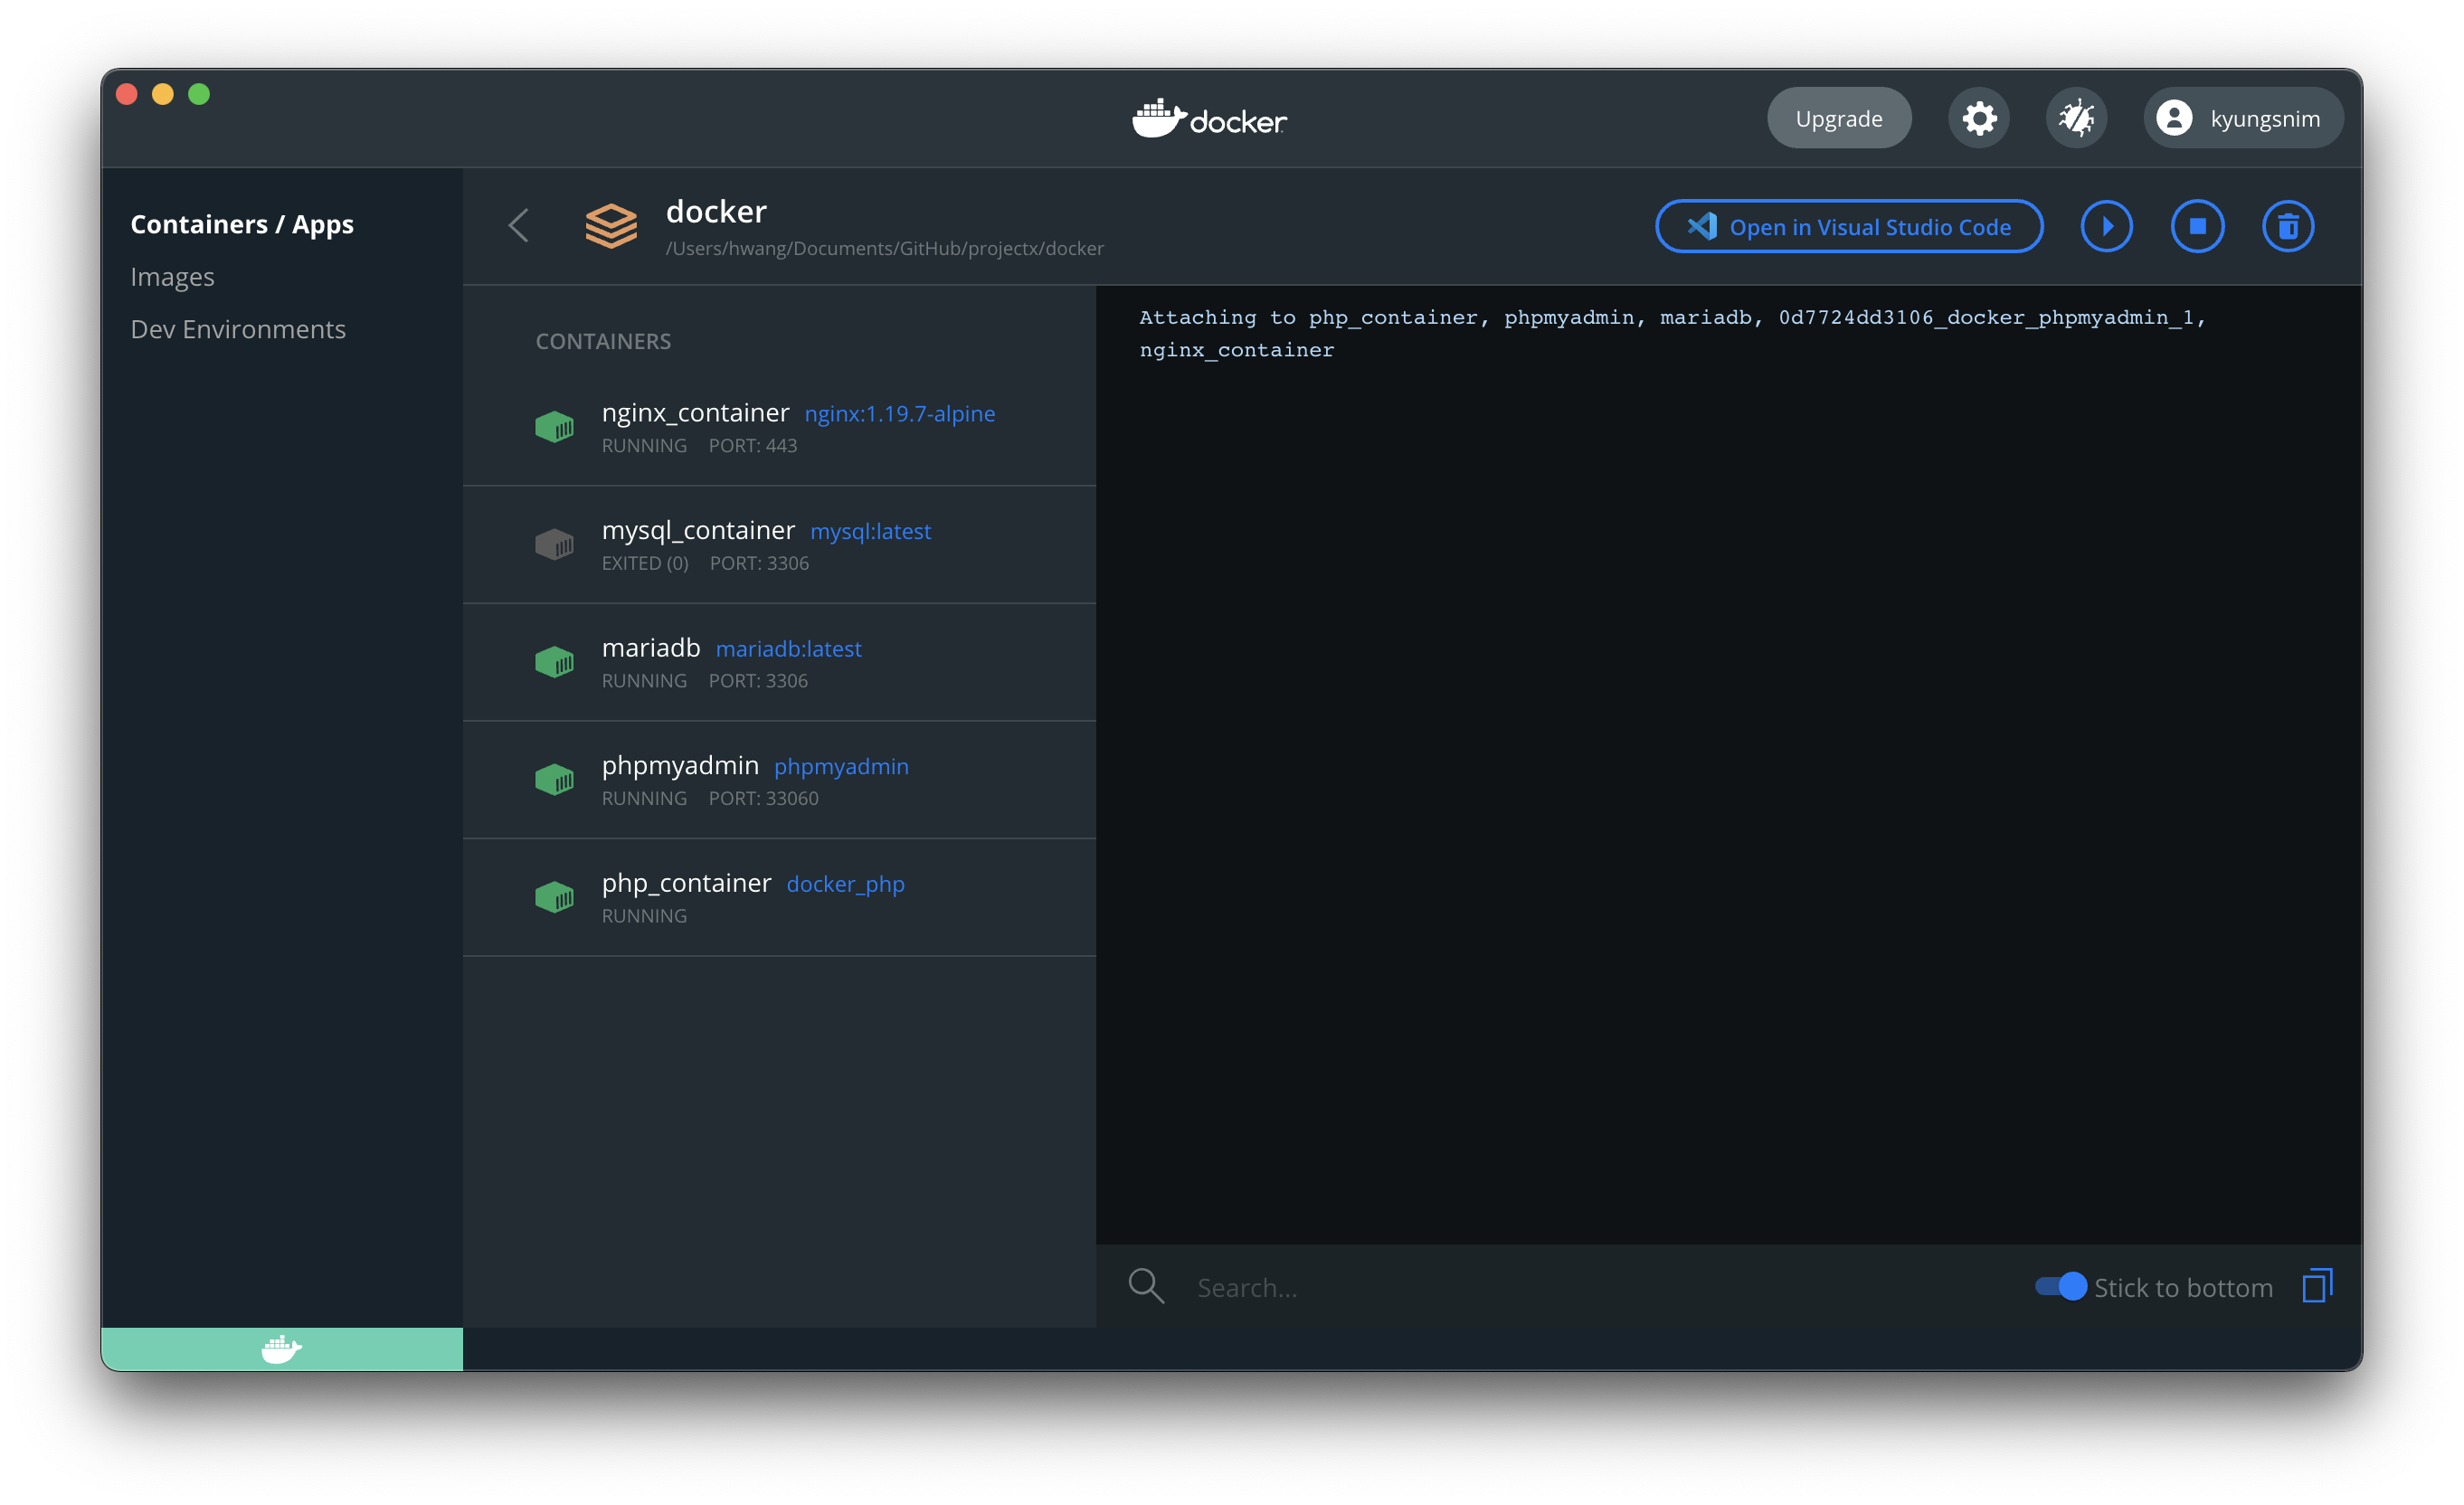 docker
Upgrade
kyungsnim
Containers / Apps
Images
Dev Environments
docker
/Users/hwang/Documents/GitHub/projectx/docker
Open in Visual Studio Code
CONTAINERS
nginx_container nginx:1.19.7-alpine
RUNNING PORT: 443
mysql_container mysql:latest
EXITED (0) PORT: 3306
mariadb mariadb:latest
RUNNING PORT: 3306
phpmyadmin phpmyadmin
RUNNING PORT: 33060
php_container docker_php
RUNNING
Attaching to php_container, phpmyadmin, mariadb, 0d7724dd3106_docker_phpmyadmin_1,
nginx_container
Search...
Stick to bottom